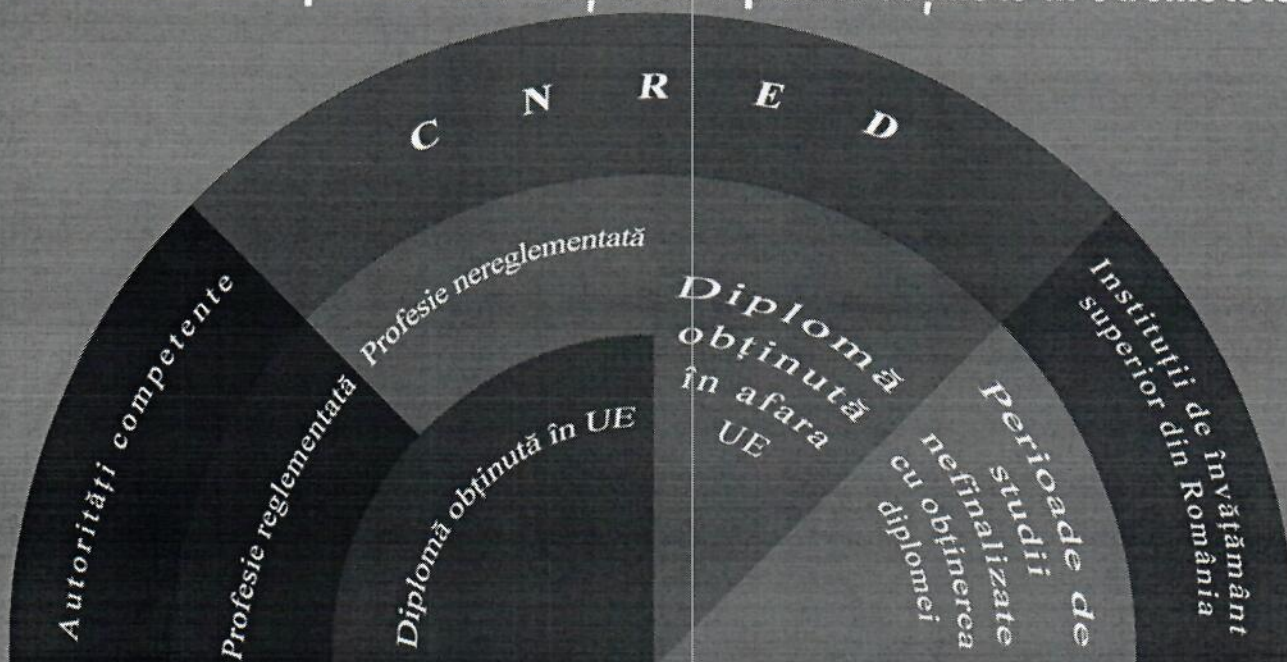 C N R E D
Autorități competente
Profesie reglementată
Profesie nereglementată
Diplomă obținută în UE
Diplomă
obținută
în afara
UE
Perioade de
studii
nefinalizate
cu obținerea
diplomei
Instituții de învățământ
superior din România